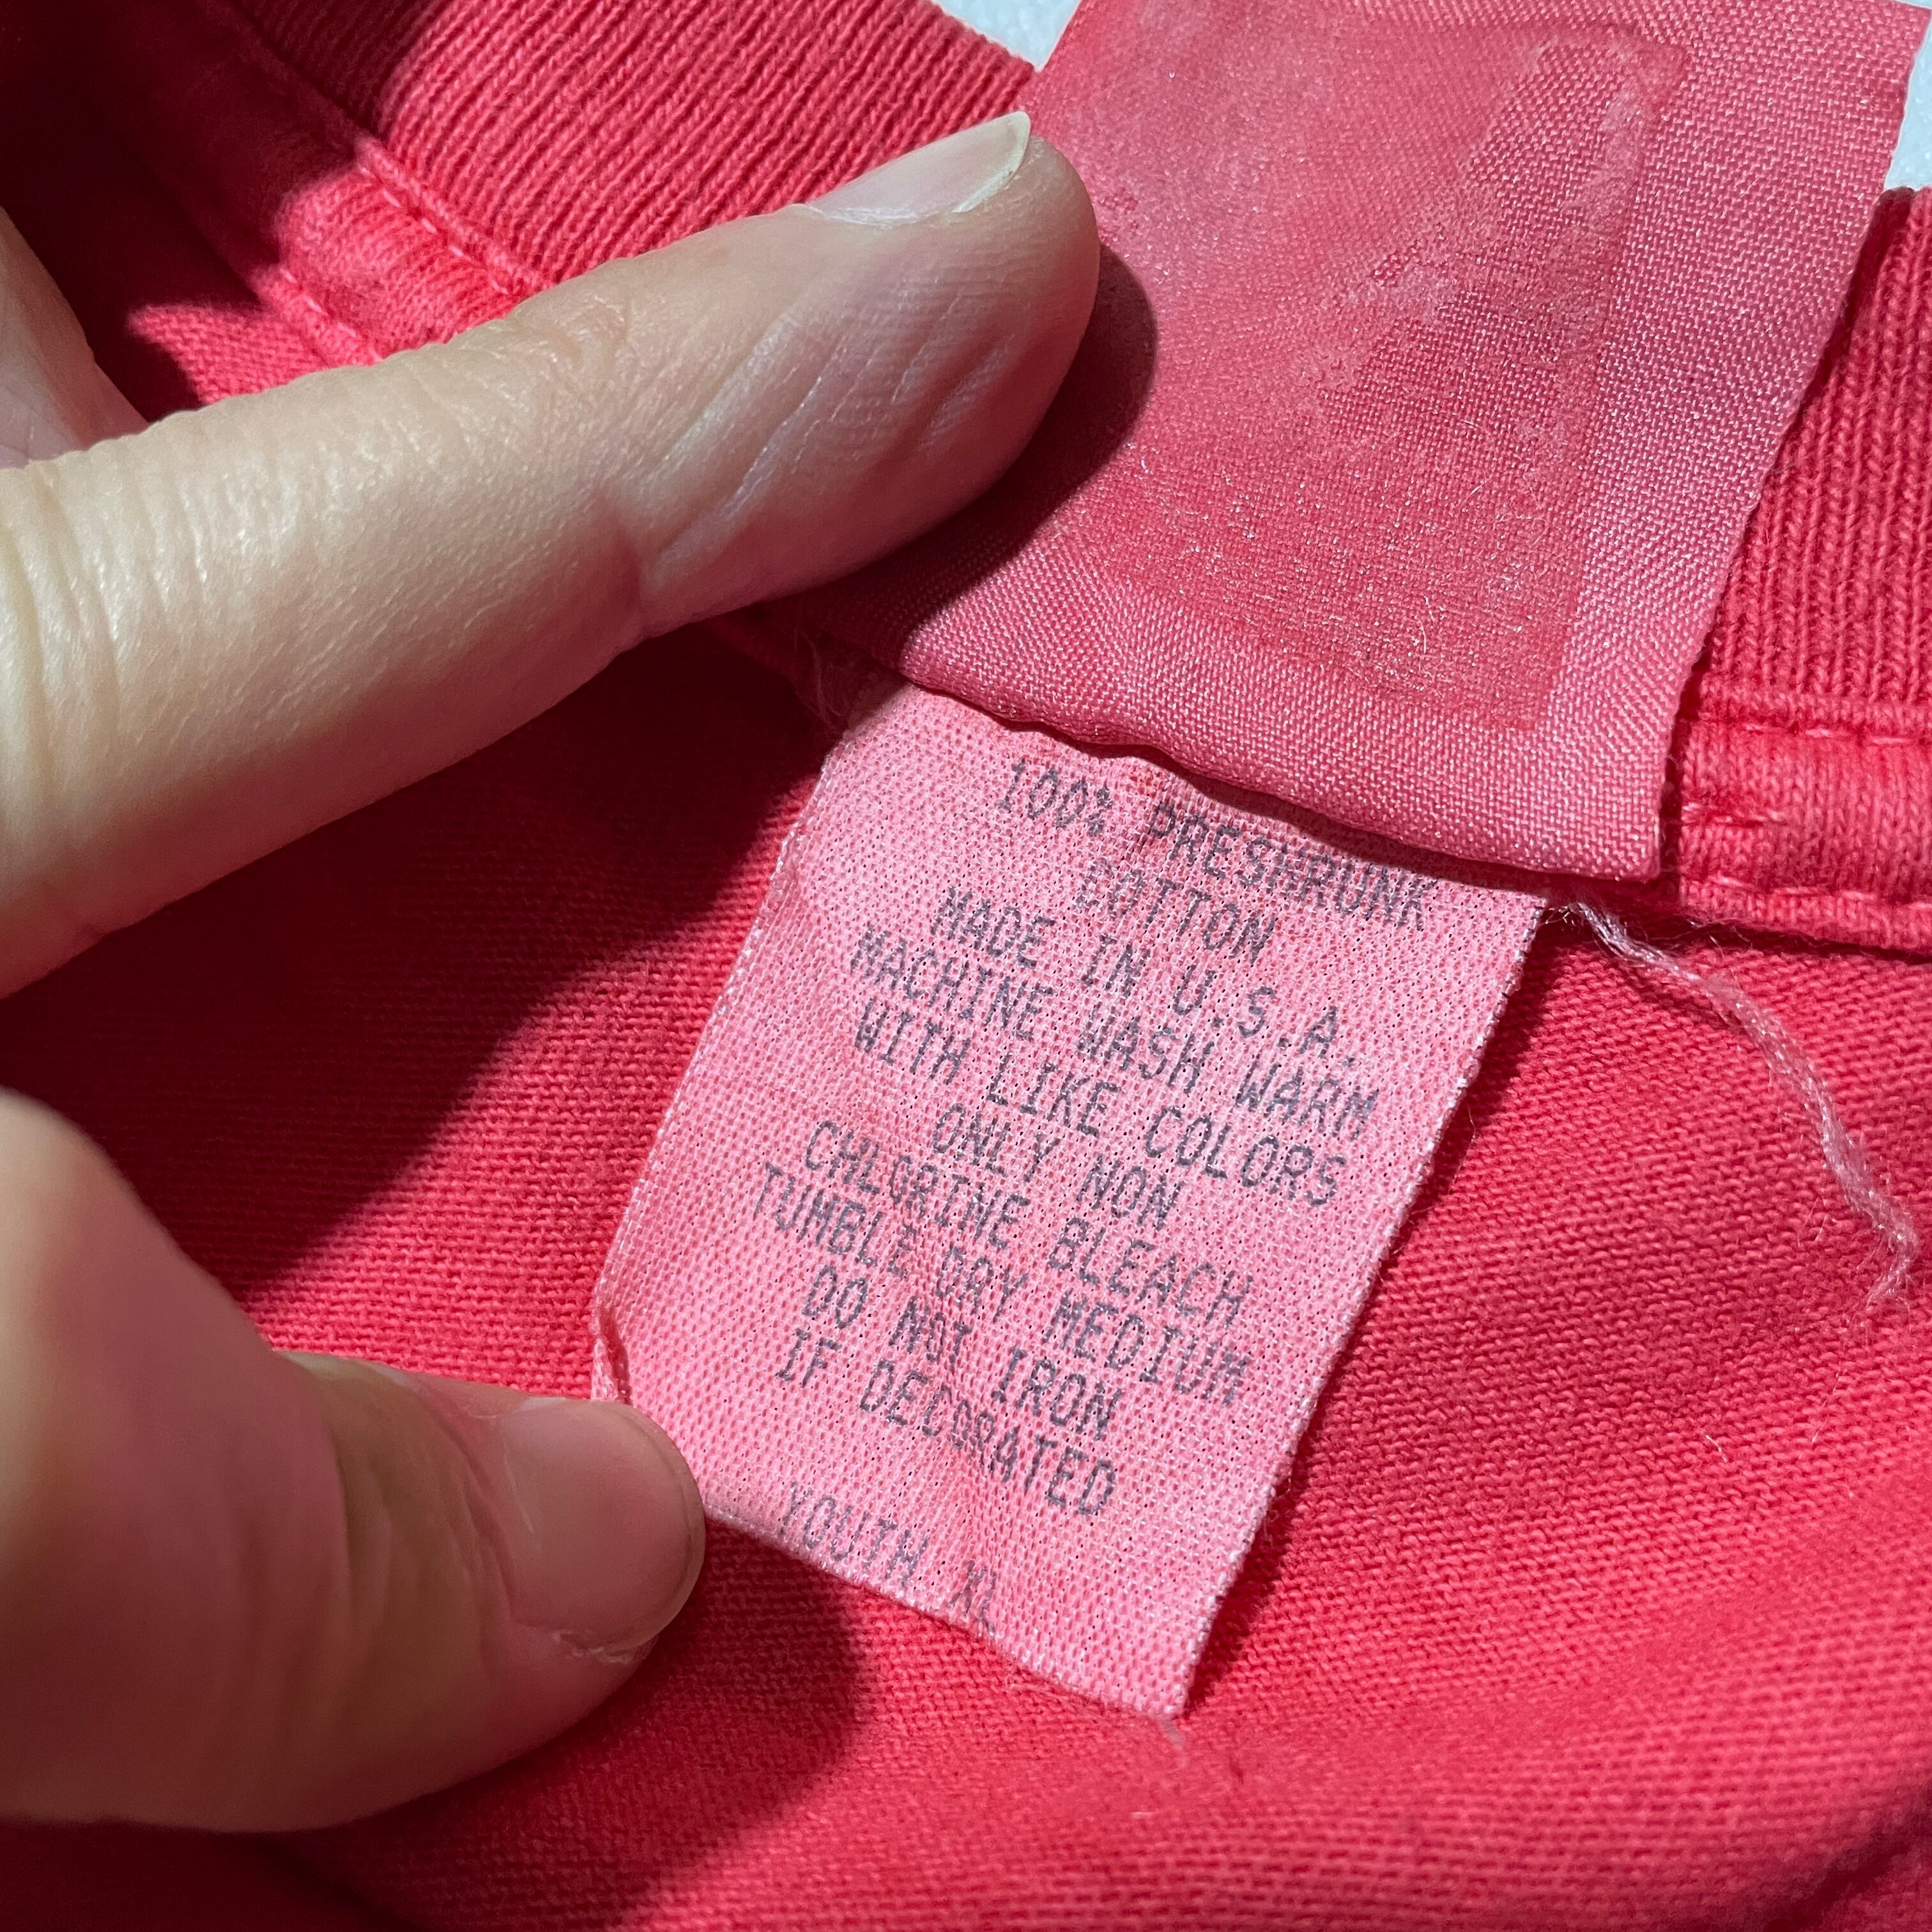 100% PRESHRUNK
COTTON
MADE IN U.S.A.
MACHINE WASH WARM
WITH LIKE COLORS
ONLY NON
CHLORINE BLEACH
TUMBLE DRY MEDIUM
DO NOT IRON
IF DECORATED
YOUTH XL